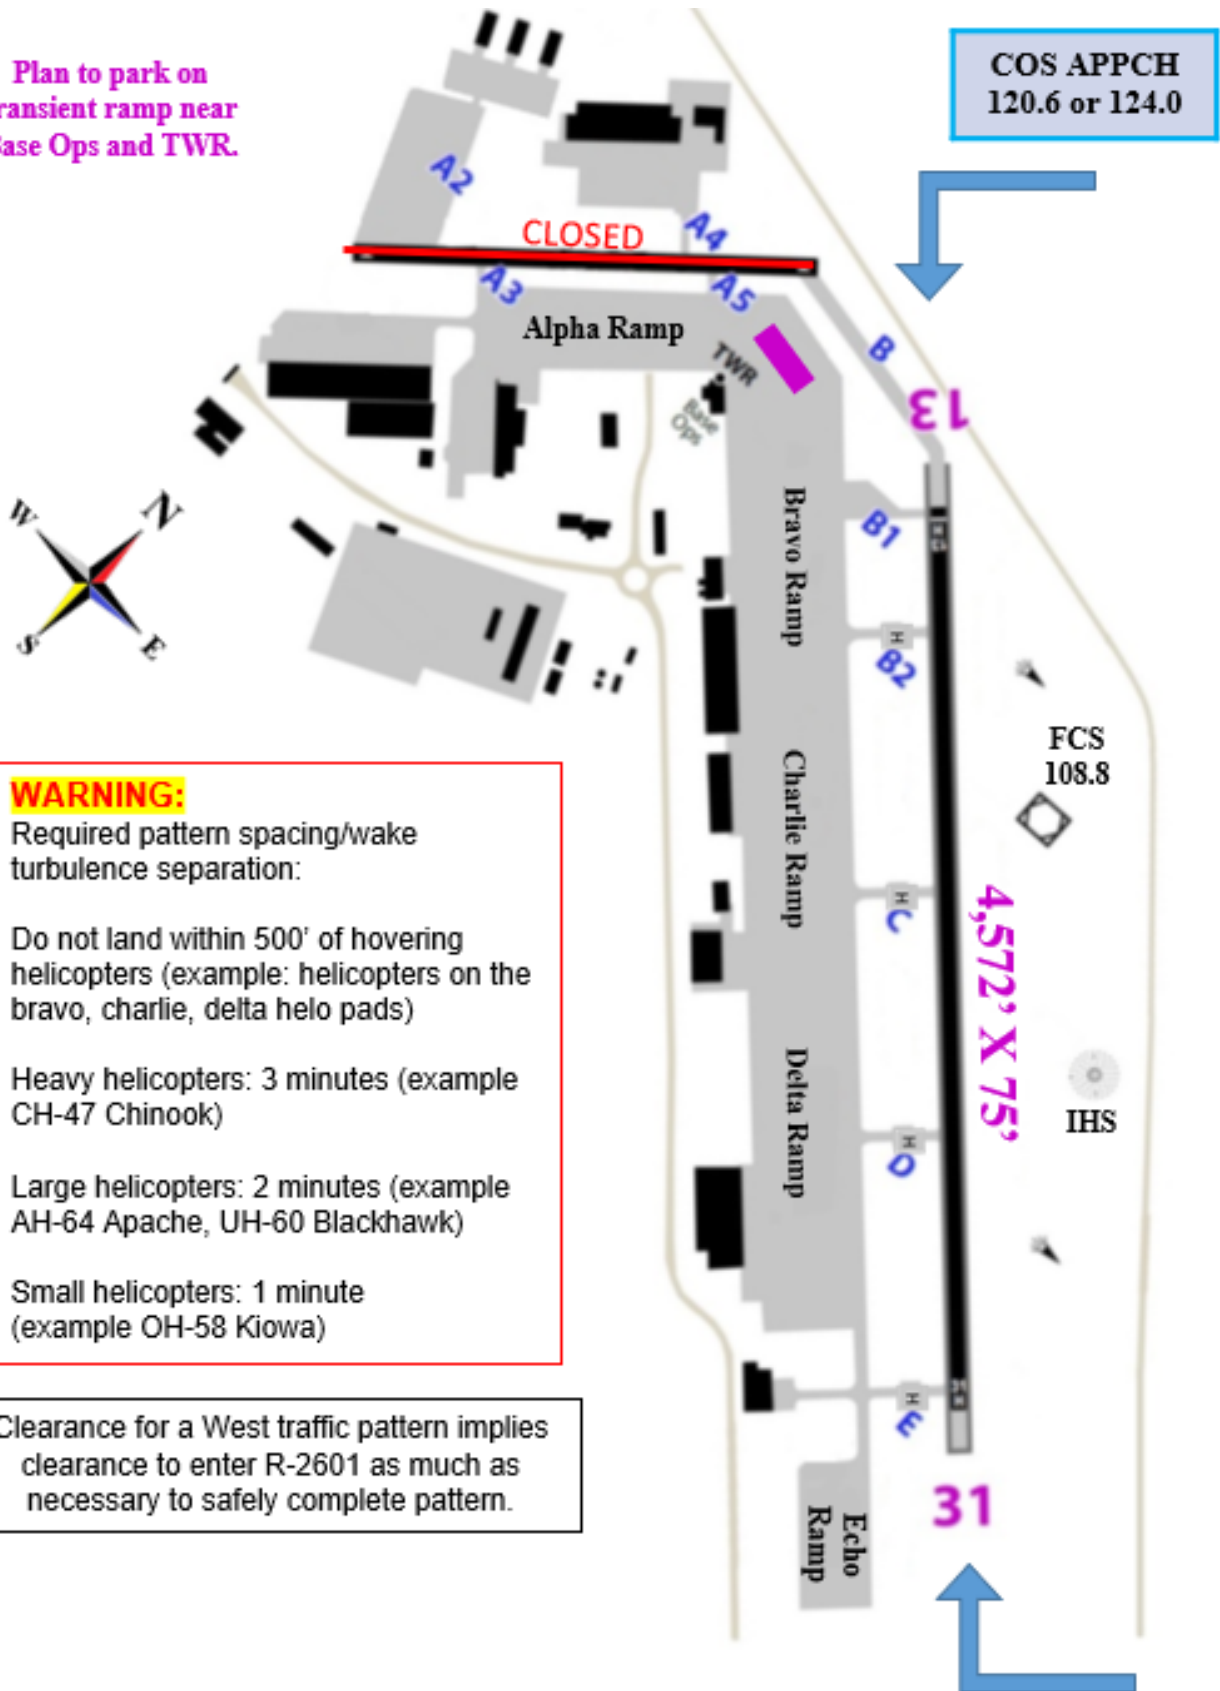 Plan to park on
ransient ramp near
ase Ops and TWR.
COS APPCH
120.6 or 124.0
A2
CLOSED
A4
A3
A5
Alpha Ramp
TWR
Base
Ops
B
13
W
N
S
E
Bravo Ramp
B1
H
B2
FCS
108.8
Charlie Ramp
H
C
4,572' X 75'
IHS
Delta Ramp
H
D
WARNING:
Required pattern spacing/wake
turbulence separation:
Do not land within 500' of hovering
helicopters (example: helicopters on the
bravo, charlie, delta helo pads)
Heavy helicopters: 3 minutes (example
CH-47 Chinook)
Large helicopters: 2 minutes (example
AH-64 Apache, UH-60 Blackhawk)
Small helicopters: 1 minute
(example OH-58 Kiowa)
Clearance for a West traffic pattern implies
clearance to enter R-2601 as much as
necessary to safely complete pattern.
H
E
31
Echo
Ramp